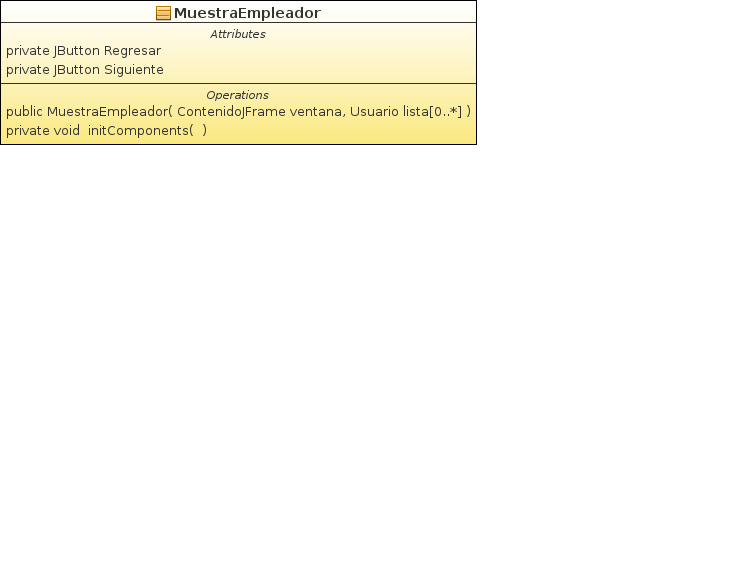 MuestraEmpleador
Attributes
private JButton Regresar
private JButton Siguiente
Operations
public MuestraEmpleador( ContenidoJFrame ventana, Usuario lista[0..*] )
private void  initComponents(  )